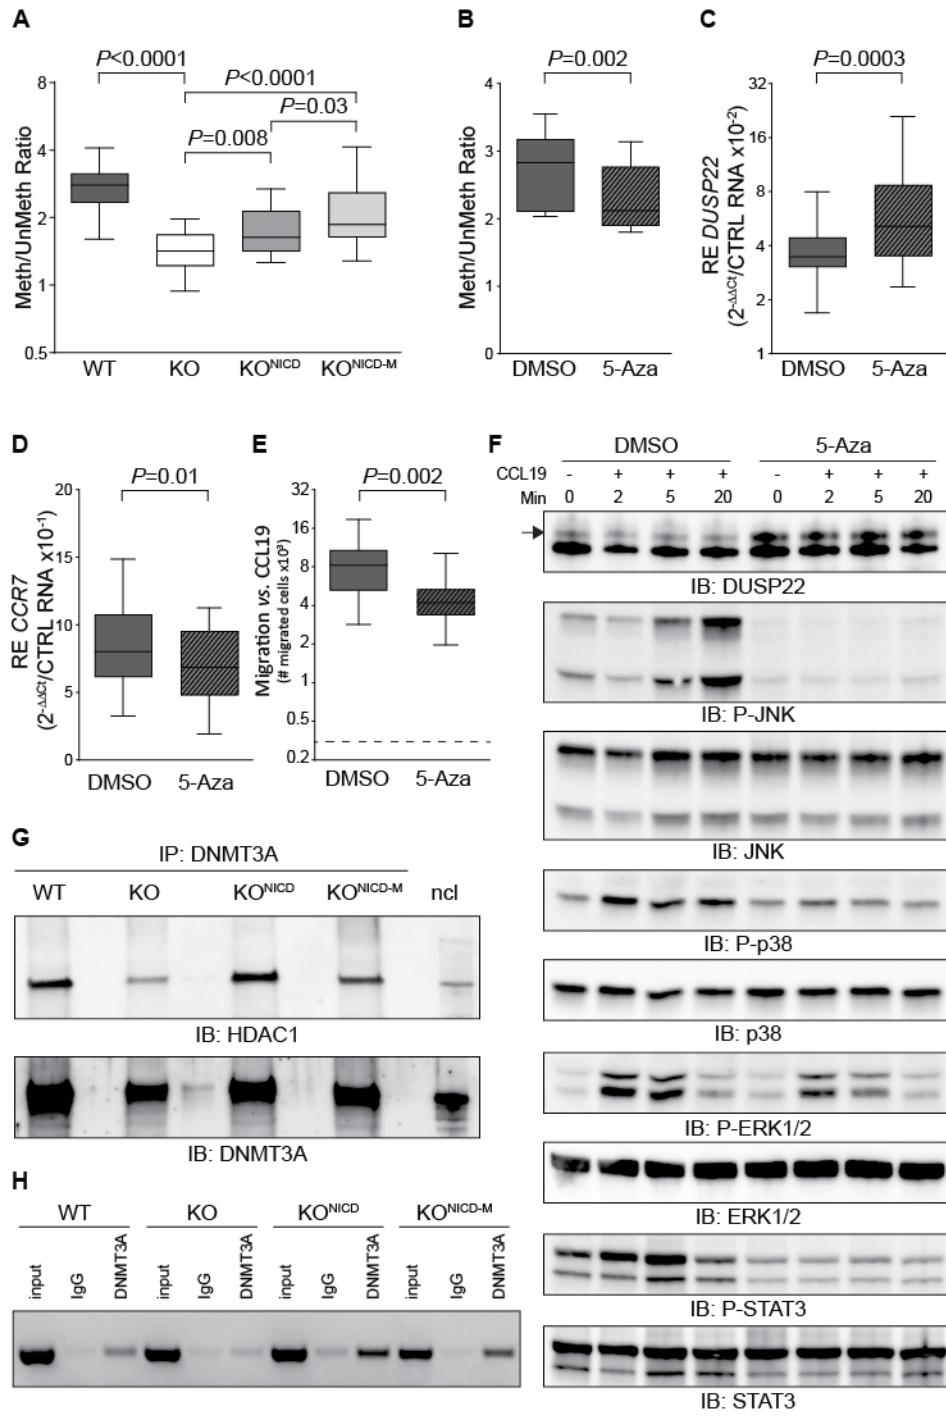 A
P<0.0001
P<0.0001
P=0.03
P=0.008
Meth/UnMeth Ratio
8
4
2
1
0.5
WT KO KO^NICD KO^NICD-M
B
P=0.002
Meth/UnMeth Ratio
4
3
2
1
0
DMSO 5-Aza
C
P=0.0003
RE DUSP22
(2^-ΔΔCt/CTRL RNA x10^-2)
32
16
8
4
2
1
DMSO 5-Aza
D
P=0.01
RE CCR7
(2^-ΔΔCt/CTRL RNA x10^-1)
20
15
10
5
0
DMSO 5-Aza
E
P=0.002
Migration vs. CCL19
(# migrated cells x10^3)
32
16
8
4
2
1
0.5
0.2
DMSO 5-Aza
F
DMSO 5-Aza
CCL19 - + + + - + + +
Min 0 2 5 20 0 2 5 20
IB: DUSP22
IB: P-JNK
IB: JNK
IB: P-p38
IB: p38
IB: P-ERK1/2
IB: ERK1/2
IB: P-STAT3
IB: STAT3
G
IP: DNMT3A
WT KO KO^NICD KO^NICD-M ncl
IB: HDAC1
IB: DNMT3A
H
WT KO KO^NICD KO^NICD-M
input IgG DNMT3A input IgG DNMT3A input IgG DNMT3A input IgG DNMT3A